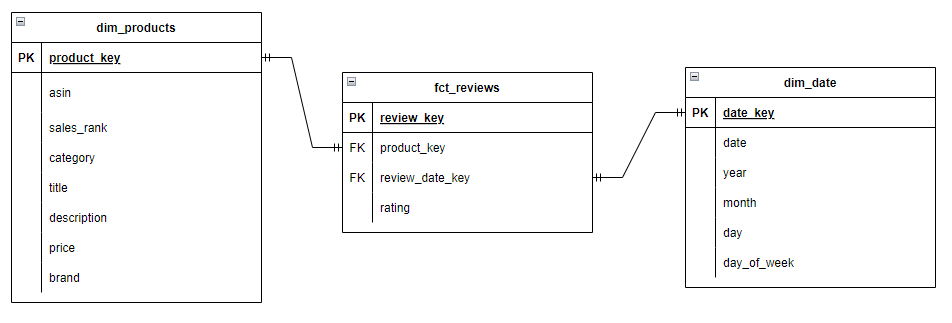 dim_products
PK product_key
asin
sales_rank
category
title
description
price
brand
fct_reviews
PK review_key
FK product_key
FK review_date_key
rating
dim_date
PK date_key
date
year
month
day
day_of_week